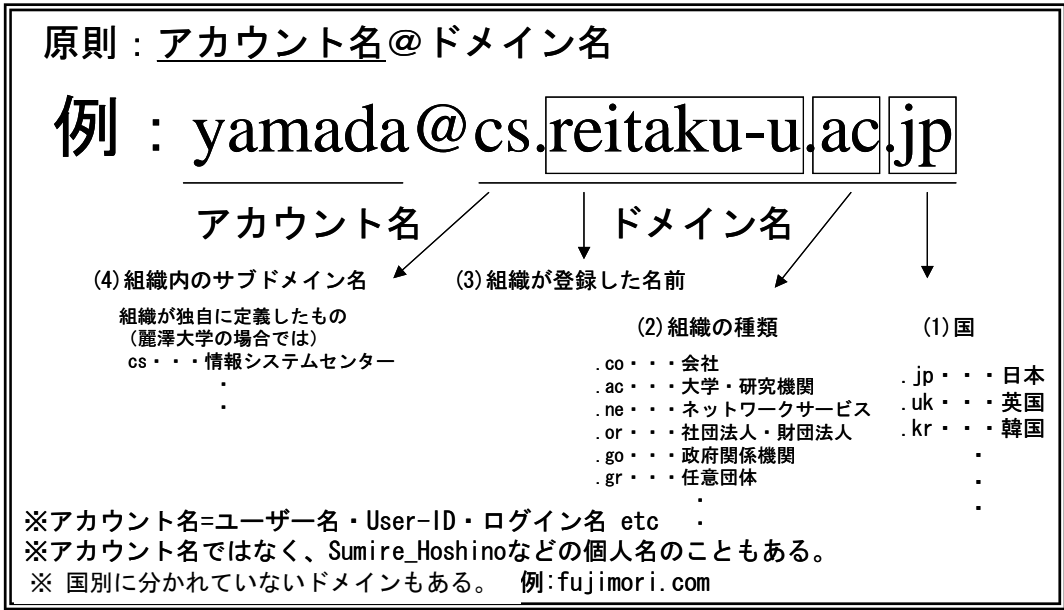 原則：アカウント名＠ドメイン名
例：yamada@cs.reitaku-u.ac.jp
アカウント名
ドメイン名
(4)組織内のサブドメイン名
組織が独自に定義したもの
（麗澤大学の場合では）
cs・・・情報システムセンター
・
・
(3)組織が登録した名前
(2)組織の種類
.co・・・会社
.ac・・・大学・研究機関
.ne・・・ネットワークサービス
.or・・・社団法人・財団法人
.go・・・政府関係機関
.gr・・・任意団体
・
・
(1)国
.jp・・・日本
.uk・・・英国
.kr・・・韓国
・
・
・
※アカウント名=ユーザー名・User-ID・ログイン名 etc
※アカウント名ではなく、Sumire_Hoshinoなどの個人名のこともある。
※ 国別に分かれていないドメインもある。 例:fujimori.com